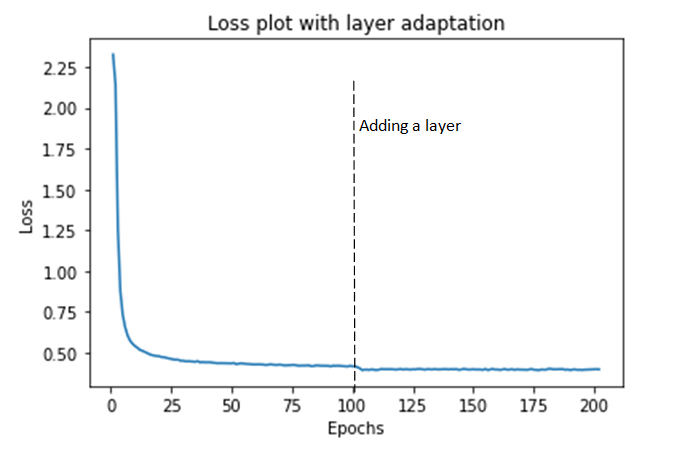 Loss plot with layer adaptation
2.25
2.00
Adding a layer
1.75
1.50
1.25
1.00
0.75
0.50
Loss
0 25 50 75 100 125 150 175 200
Epochs